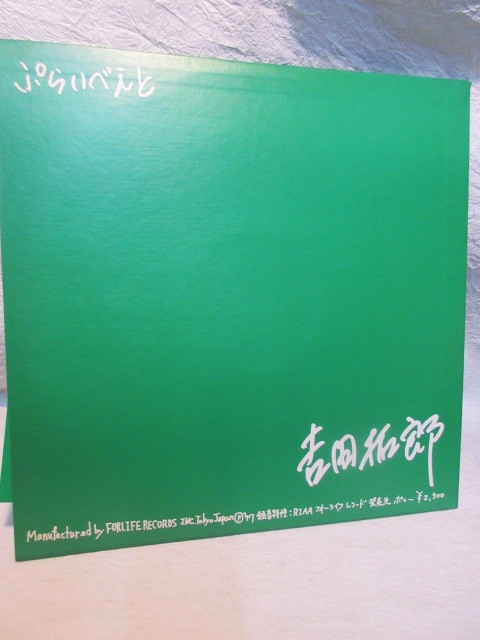 ぷらいべえと
吉田拓郎
Manufactured by FORLIFE RECORDS INC. Tokyo Japan Ⓟ'77 録音特性:RIAA フォーライフ レコード 発売元 ポニー ¥2,500